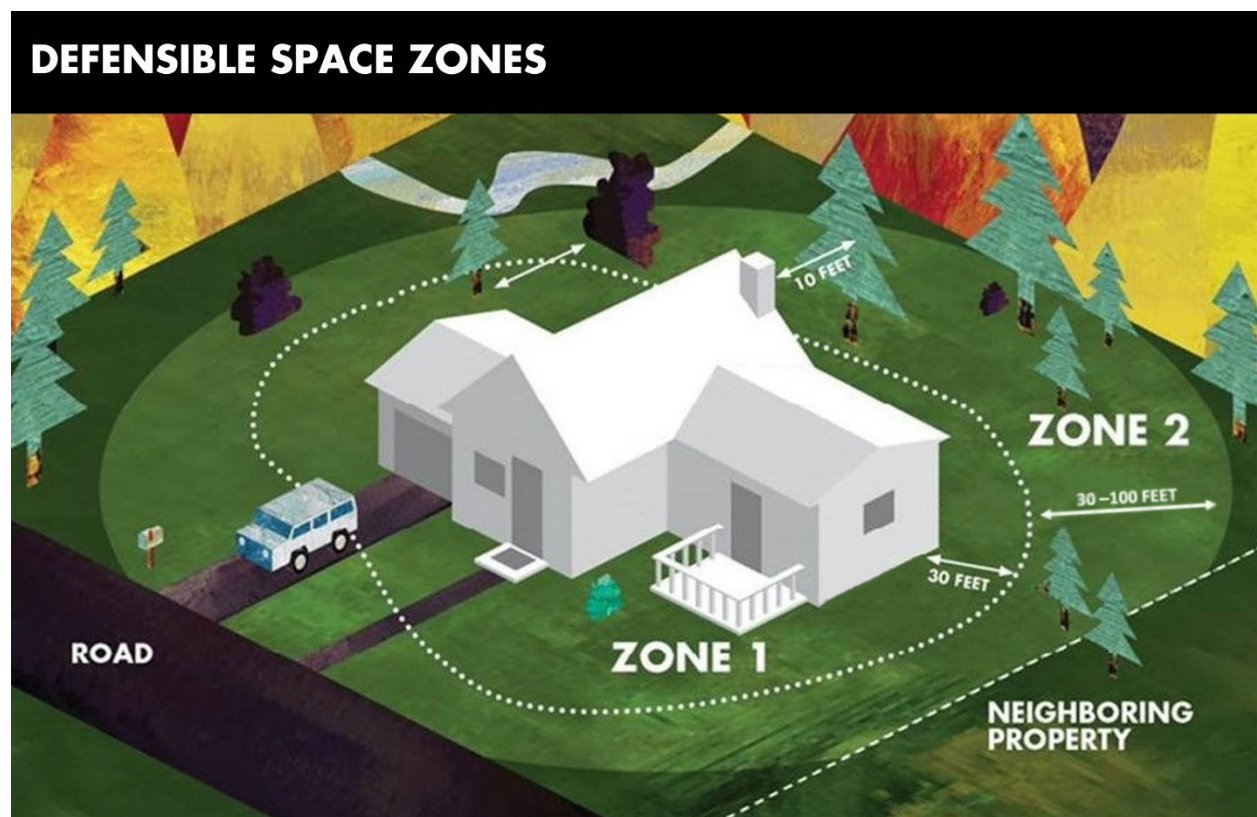 DEFENSIBLE SPACE ZONES
10 FEET
ZONE 2
30 –100 FEET
30 FEET
ZONE 1
ROAD
NEIGHBORING
PROPERTY